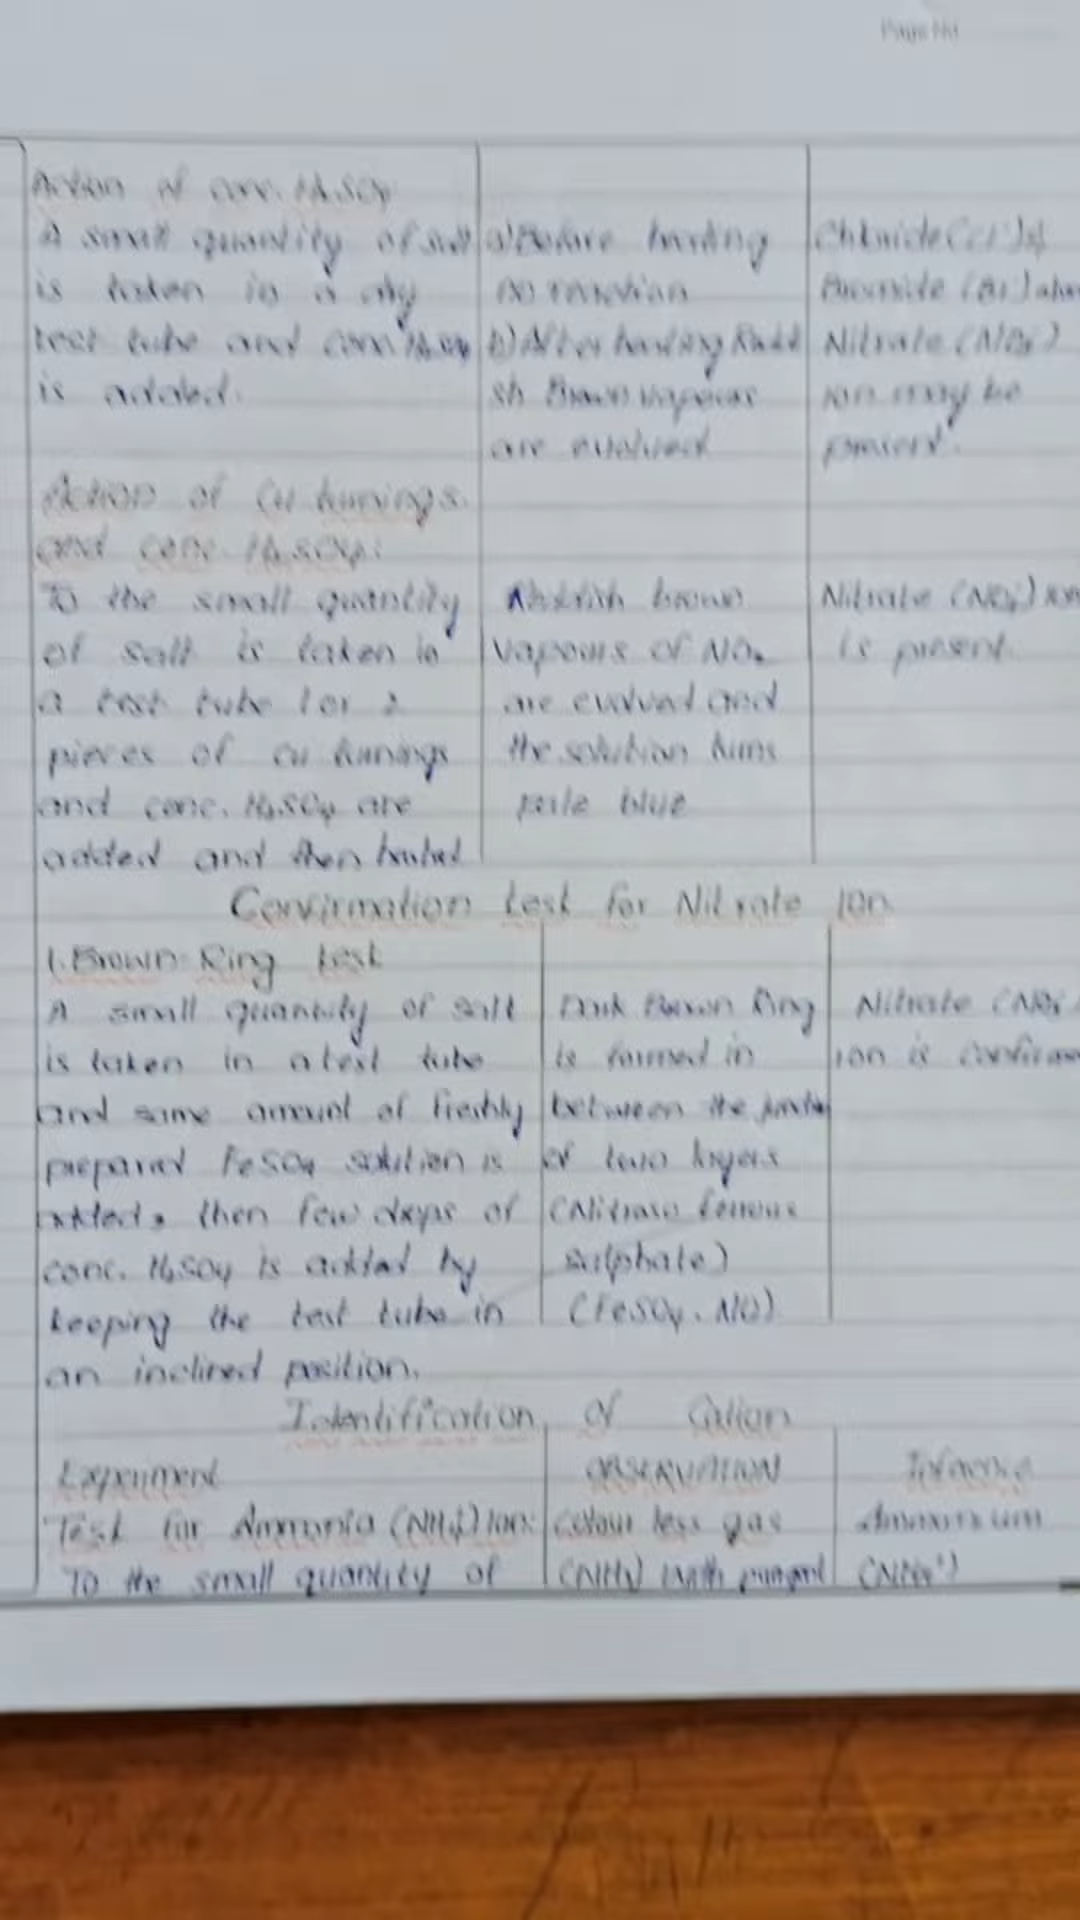 Page No
Action of conc. H₂SO₄
A small quantity of salt
is taken in a dry
test tube and conc. H₂SO₄
is added.
a) Before heating
no reaction
b) After heating Redd
sh Brown vapours
are evolved
Chloride (Cl⁻)
Bromide (Br⁻)
Nitrate (NO₃⁻)
ion may be
present.
Action of Cu turnings
and conc. H₂SO₄:
To the small quantity
of salt is taken in
a test tube 1 or 2
pieces of Cu turnings
and conc. H₂SO₄ are
added and then heated
Reddish brown
vapours of NO₂
are evolved and
the solution turns
pale blue
Nitrate (NO₃⁻) ion
is present.
Confirmation test for Nitrate Ion
1. Brown Ring test
A small quantity of salt
is taken in a test tube
and same amount of freshly
prepared FeSO₄ solution is
added, then few drops of
conc. H₂SO₄ is added by
keeping the test tube in
an inclined position.
Dark Brown Ring
is formed in
between the
of two layers
(Nitraso ferrous
sulphate)
(FeSO₄.NO)
Nitrate (NO₃⁻
ion is
Identification of Cation
Experiment
OBSERVATION
Inference
Test for Ammonia (NH₄⁺) Ion:
To the small quantity of
colour less gas
(NH₃) with
Ammonium
(NH₄⁺)